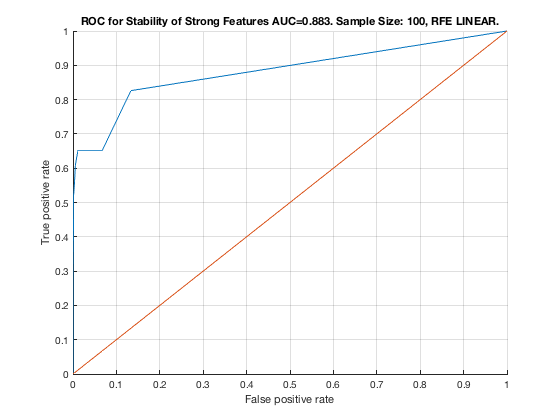 ROC for Stability of Strong Features AUC=0.883. Sample Size: 100, RFE LINEAR.
1
0.9
0.8
0.7
0.6
0.5
0.4
0.3
0.2
0.1
0
True positive rate
0 0.1 0.2 0.3 0.4 0.5 0.6 0.7 0.8 0.9 1
False positive rate